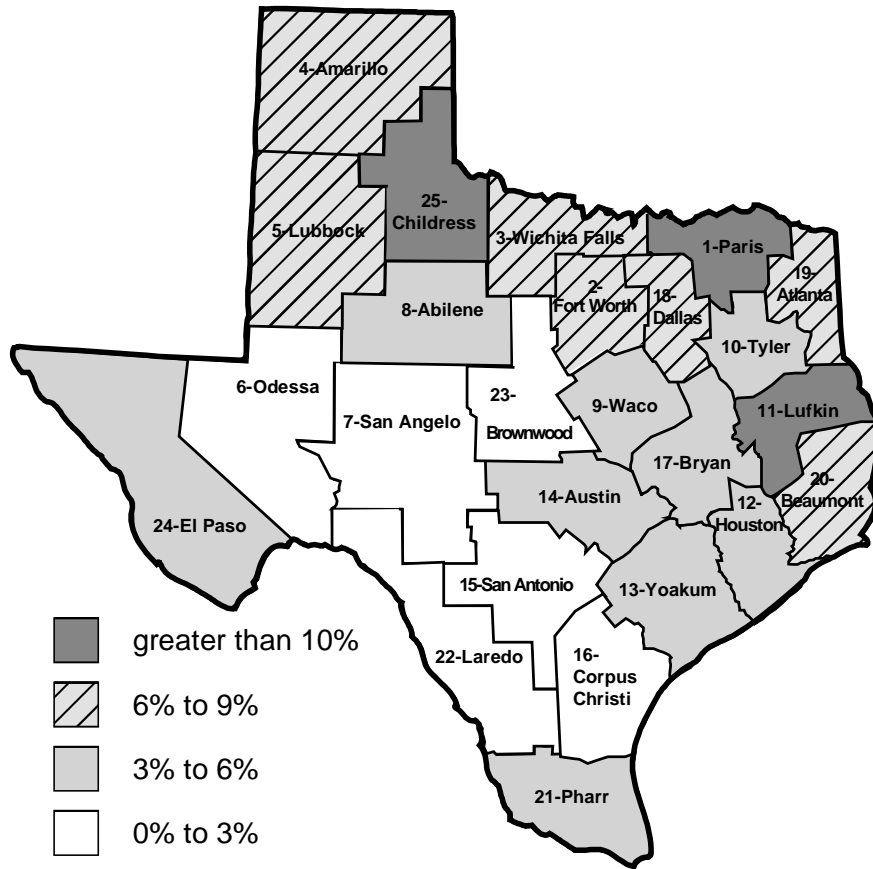 4-Amarillo
25-
Childress
5-Lubbock
3-Wichita Falls
1-Paris
19-
Atlanta
2-
Fort Worth
18-
Dallas
8-Abilene
10-Tyler
6-Odessa
23-
Brownwood
9-Waco
11-Lufkin
7-San Angelo
17-Bryan
20-
Beaumont
14-Austin
12-
Houston
24-El Paso
15-San Antonio
13-Yoakum
22-Laredo
16-
Corpus
Christi
21-Pharr
greater than 10%
6% to 9%
3% to 6%
0% to 3%